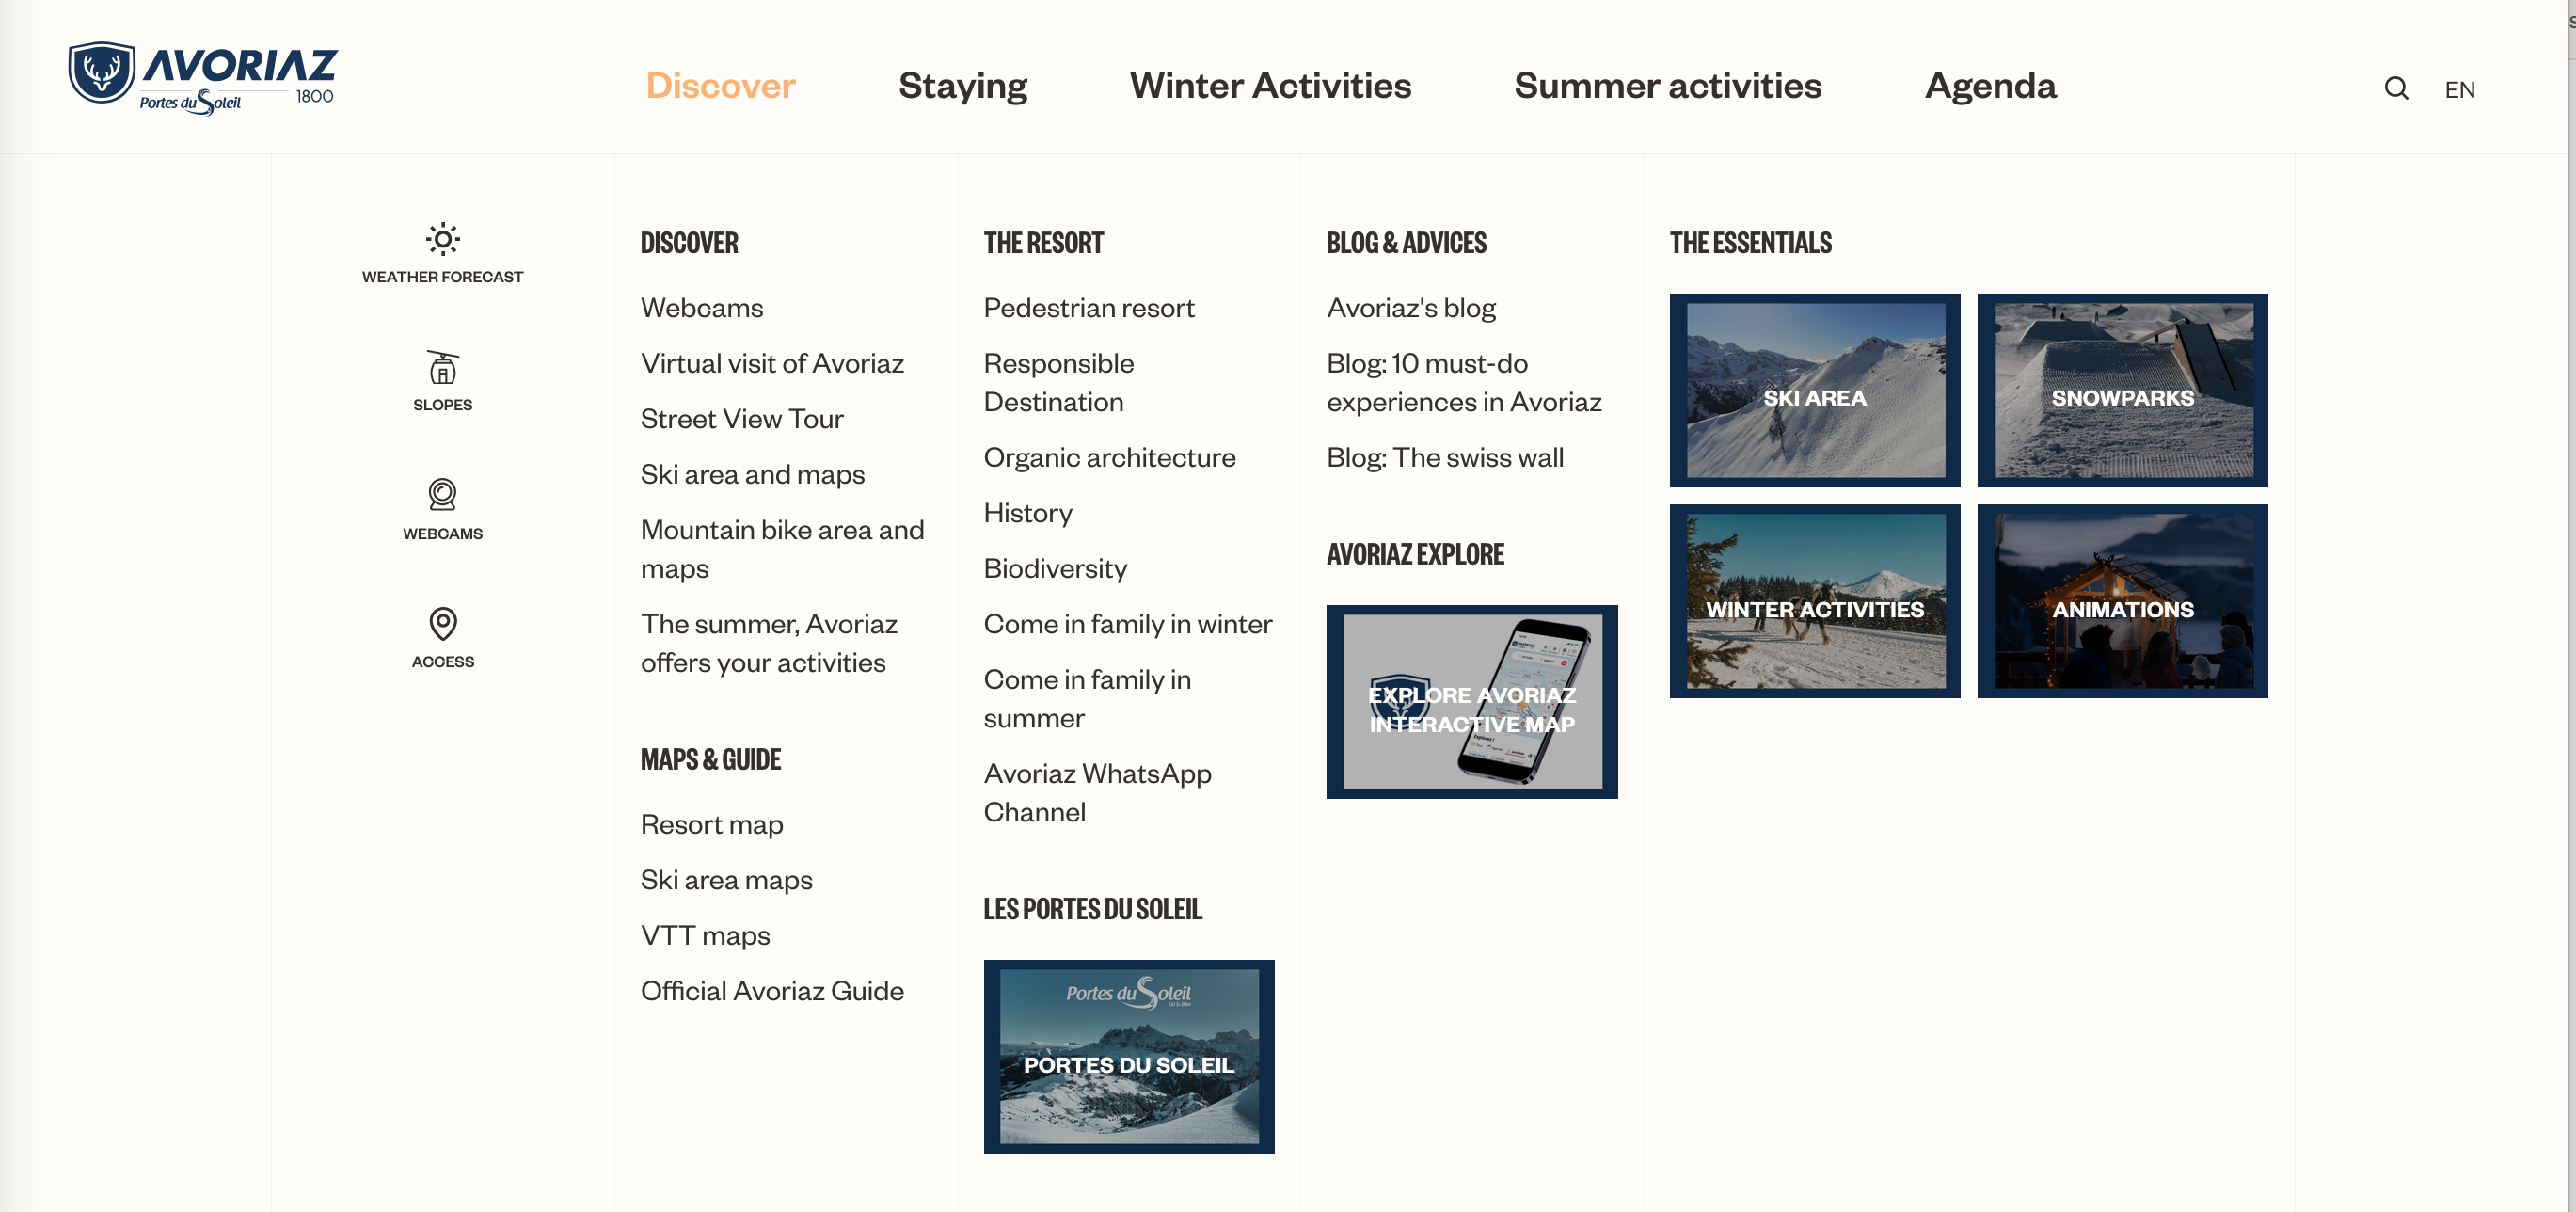 AVORIAZ
Portes du Soleil 1800
Discover
Staying
Winter Activities
Summer activities
Agenda
EN
WEATHER FORECAST
SLOPES
WEBCAMS
ACCESS
DISCOVER
Webcams
Virtual visit of Avoriaz
Street View Tour
Ski area and maps
Mountain bike area and
maps
The summer, Avoriaz
offers your activities
MAPS & GUIDE
Resort map
Ski area maps
VTT maps
Official Avoriaz Guide
THE RESORT
Pedestrian resort
Responsible
Destination
Organic architecture
History
Biodiversity
Come in family in winter
Come in family in
summer
Avoriaz WhatsApp
Channel
LES PORTES DU SOLEIL
Portes du Soleil
PORTES DU SOLEIL
BLOG & ADVICES
Avoriaz's blog
Blog: 10 must-do
experiences in Avoriaz
Blog: The swiss wall
AVORIAZ EXPLORE
EXPLORE AVORIAZ
INTERACTIVE MAP
THE ESSENTIALS
SKI AREA
SNOWPARKS
WINTER ACTIVITIES
ANIMATIONS